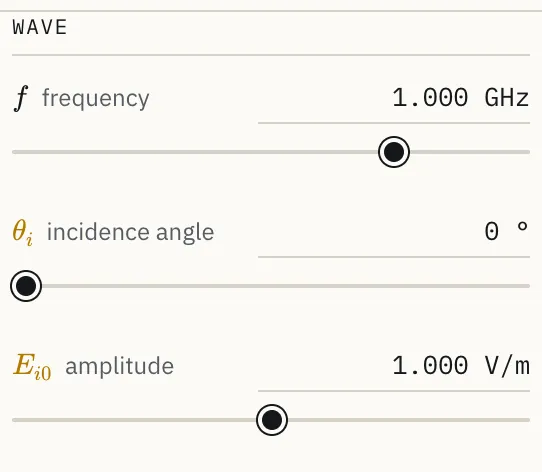 WAVE
f frequency 1.000 GHz
θᵢ incidence angle 0 °
Eᵢ₀ amplitude 1.000 V/m